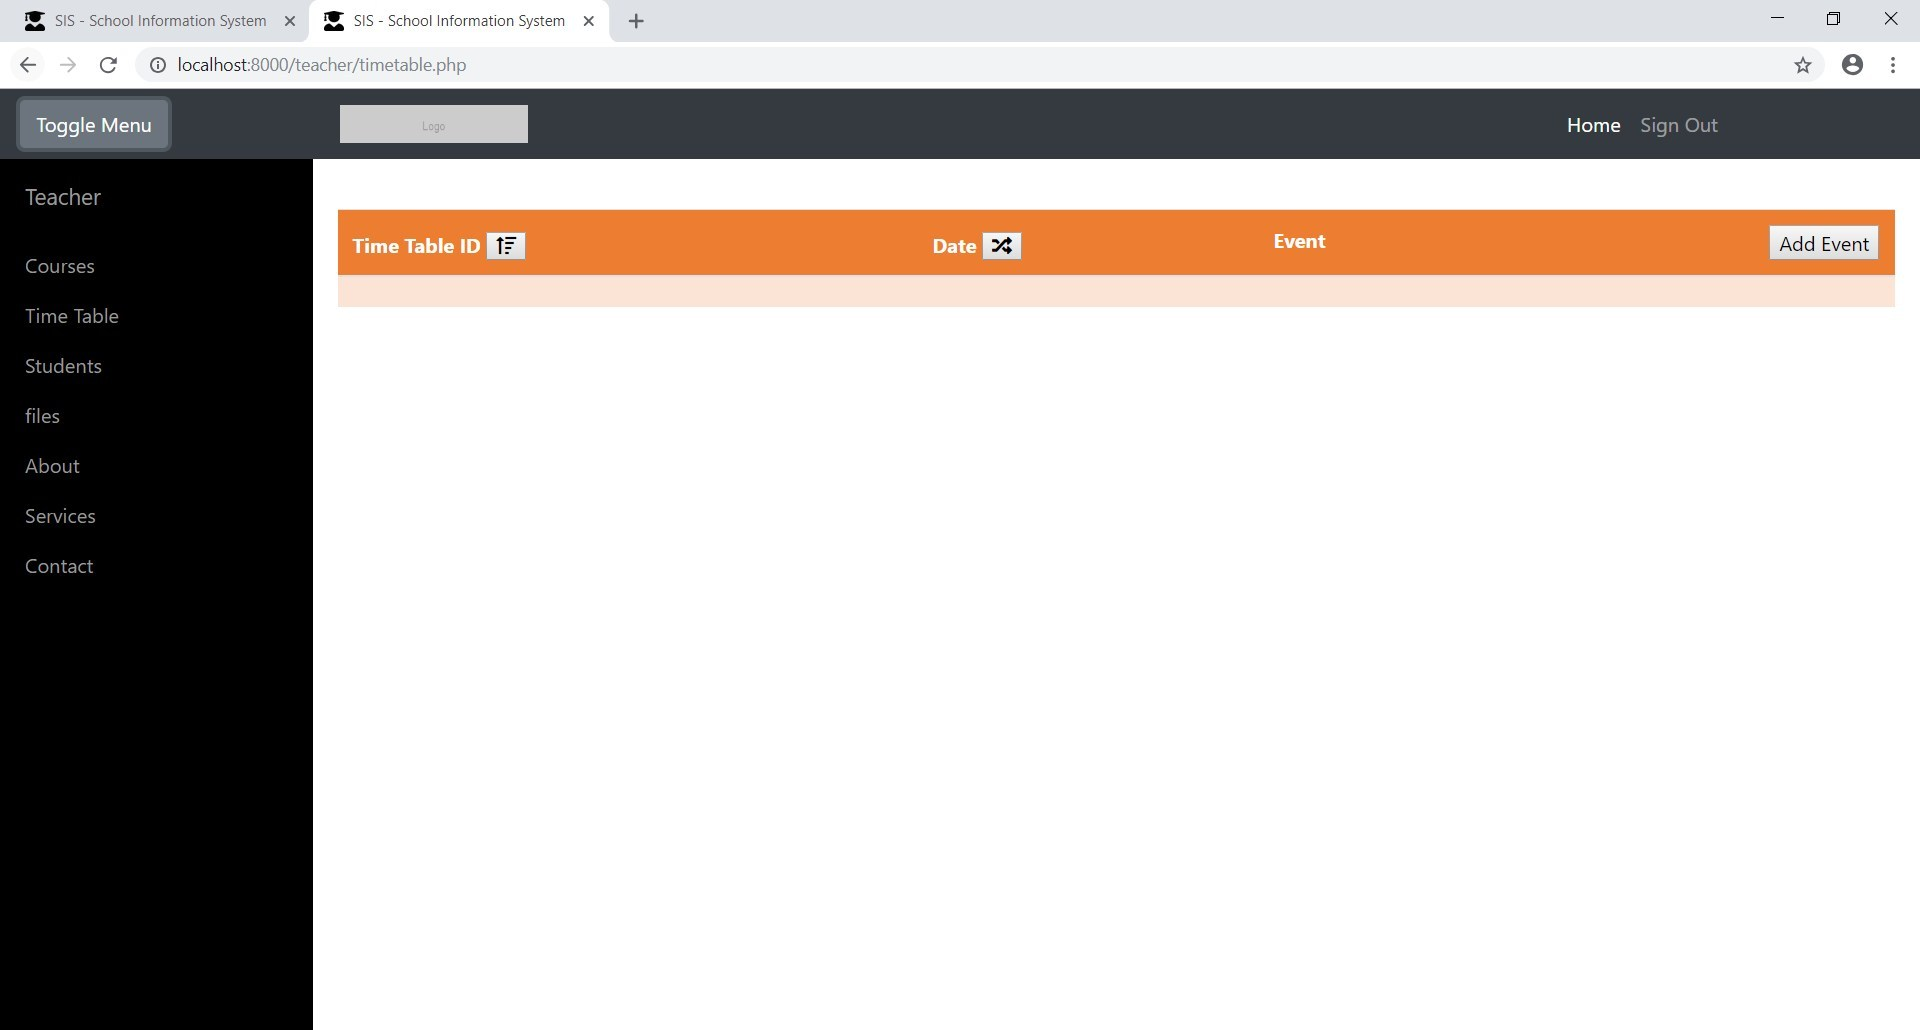 SIS - School Information System
SIS - School Information System
localhost:8000/teacher/timetable.php
Toggle Menu
Logo
Home
Sign Out
Teacher
Courses
Time Table
Students
files
About
Services
Contact
Time Table ID
Date
Event
Add Event